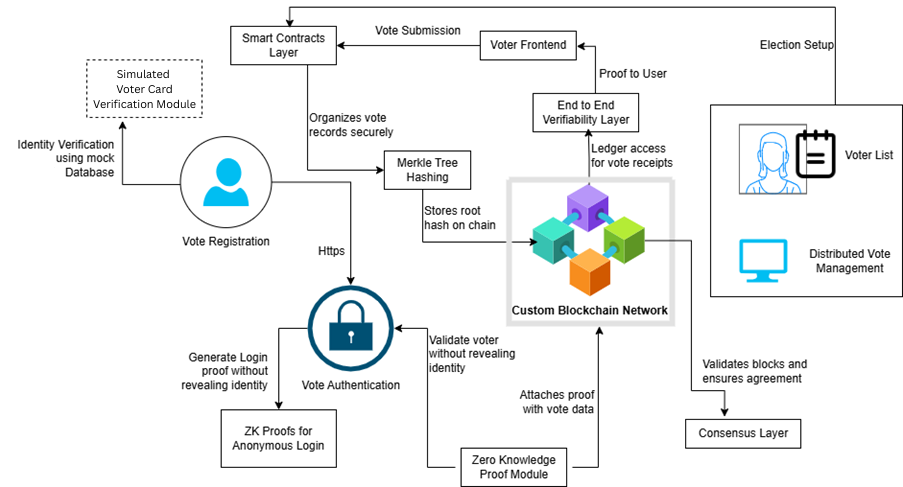 Smart Contracts
Layer
Vote Submission
Voter Frontend
Election Setup
Simulated
Voter Card
Verification Module
Proof to User
End to End
Verifiability Layer
Organizes vote
records securely
Identity Verification
using mock
Database
Merkle Tree
Hashing
Ledger access
for vote receipts
Voter List
Stores root
hash on chain
Vote Registration
Https
Distributed Vote
Management
Custom Blockchain Network
Validate voter
without revealing
identity
Generate Login
proof without
revealing identity
Vote Authentication
Validates blocks and
ensures agreement
Attaches proof
with vote data
ZK Proofs for
Anonymous Login
Consensus Layer
Zero Knowledge
Proof Module